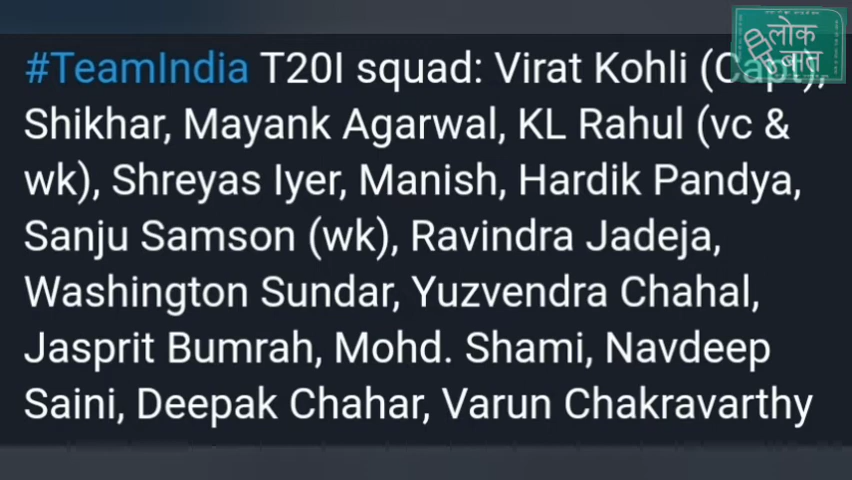 लोक
बात
#TeamIndia T20I squad: Virat Kohli (Capt),
Shikhar, Mayank Agarwal, KL Rahul (vc &
wk), Shreyas Iyer, Manish, Hardik Pandya,
Sanju Samson (wk), Ravindra Jadeja,
Washington Sundar, Yuzvendra Chahal,
Jasprit Bumrah, Mohd. Shami, Navdeep
Saini, Deepak Chahar, Varun Chakravarthy